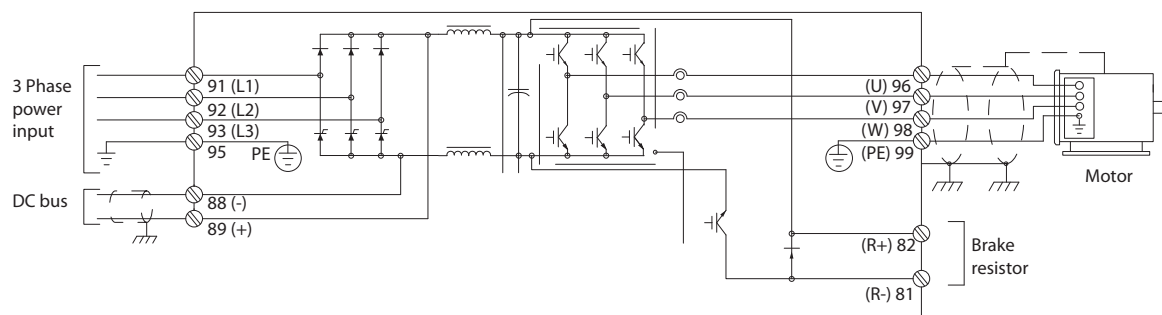 3 Phase
power
input
91 (L1)
92 (L2)
93 (L3)
95
PE
DC bus
88 (-)
89 (+)
(U) 96
(V) 97
(W) 98
(PE) 99
Motor
(R+) 82
(R-) 81
Brake
resistor